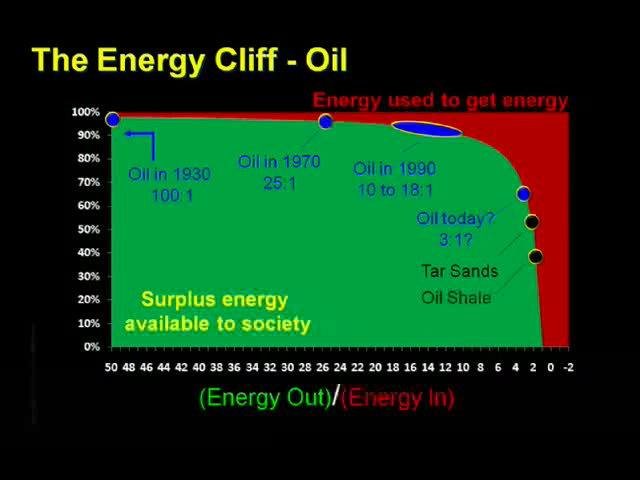 The Energy Cliff - Oil
Energy used to get energy
100%
90%
80%
70%
60%
50%
40%
30%
20%
10%
0%
Oil in 1930
100:1
Oil in 1970
25:1
Oil in 1990
10 to 18:1
Oil today?
3:1?
Tar Sands
Oil Shale
Surplus energy
available to society
50 48 46 44 42 40 38 36 34 32 30 28 26 24 22 20 18 16 14 12 10 8 6 4 2 0 -2
(Energy Out)/(Energy In)